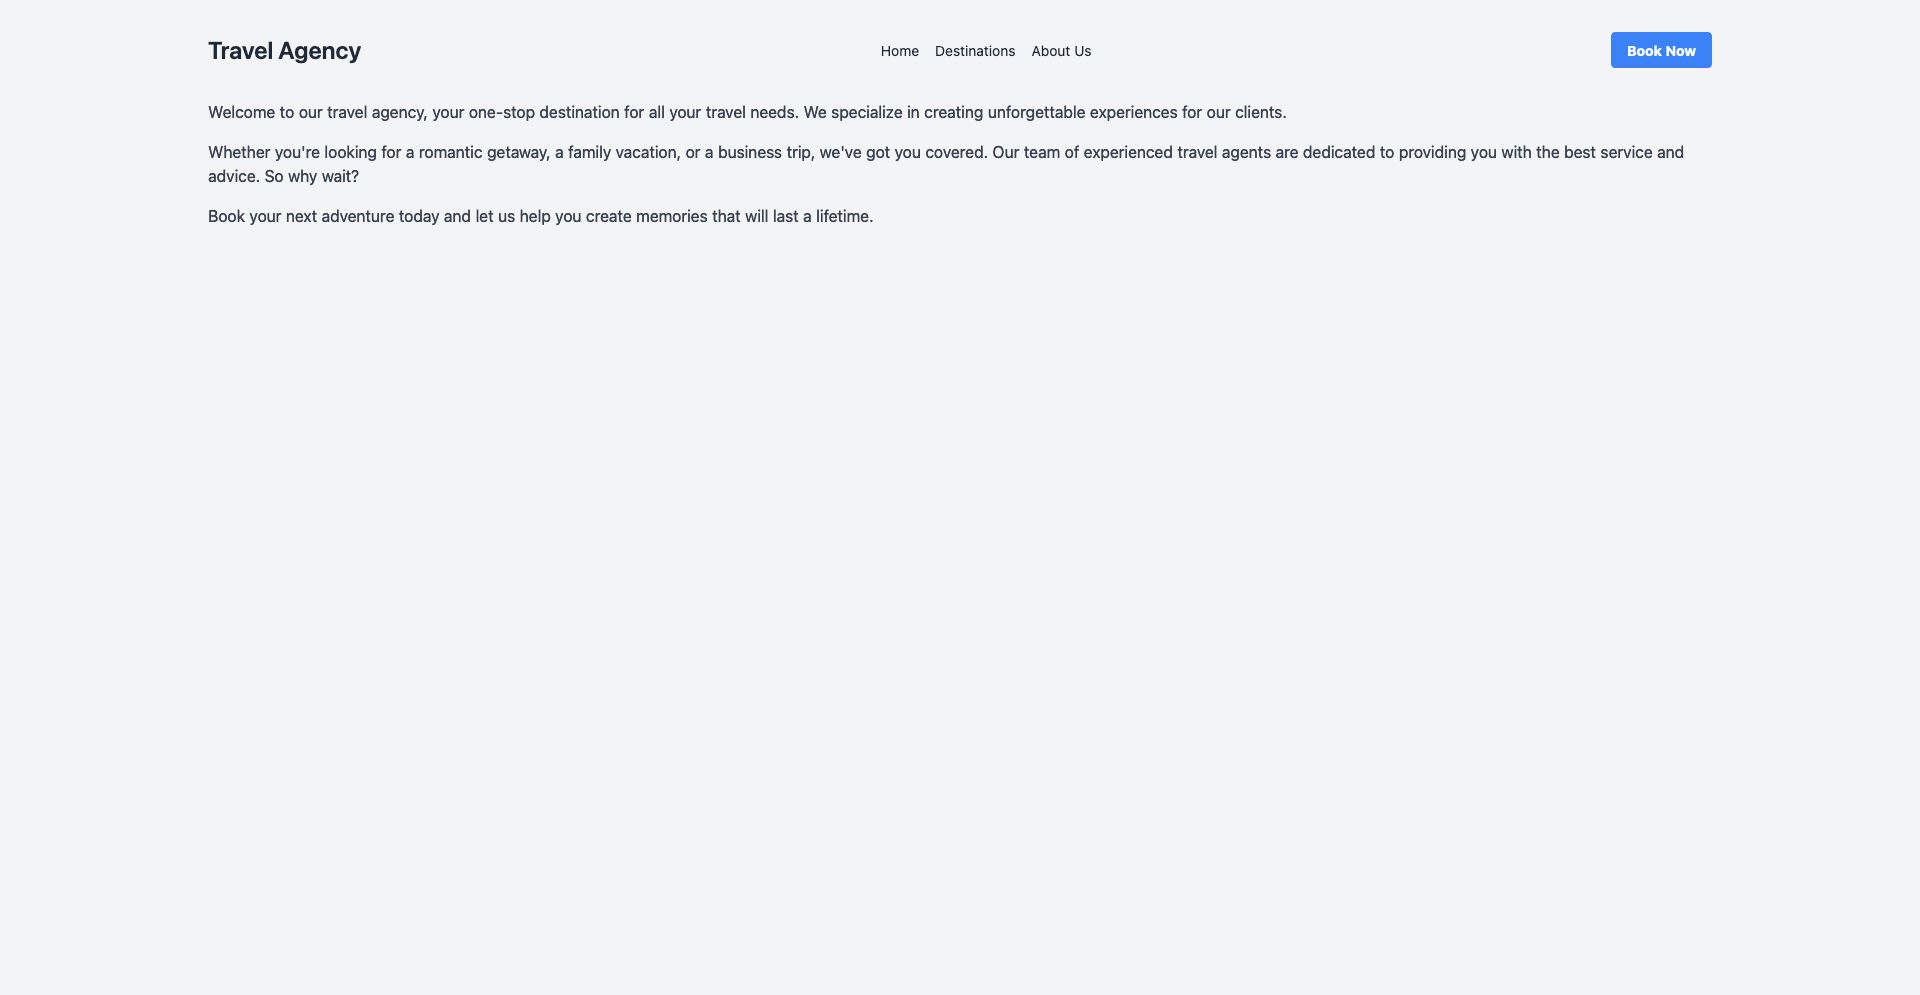 Travel Agency
Home Destinations About Us
Book Now
Welcome to our travel agency, your one-stop destination for all your travel needs. We specialize in creating unforgettable experiences for our clients.
Whether you're looking for a romantic getaway, a family vacation, or a business trip, we've got you covered. Our team of experienced travel agents are dedicated to providing you with the best service and
advice. So why wait?
Book your next adventure today and let us help you create memories that will last a lifetime.